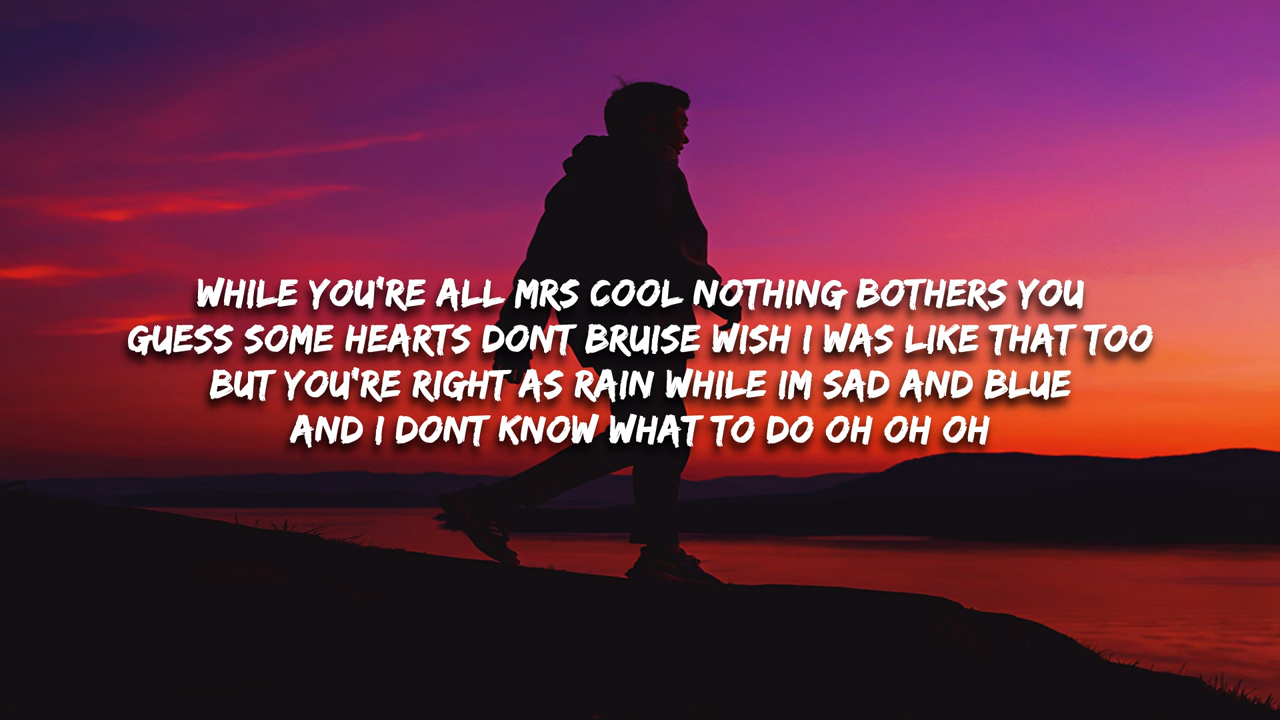 WHILE YOU'RE ALL MRS COOL NOTHING BOTHERS YOU
GUESS SOME HEARTS DONT BRUISE WISH I WAS LIKE THAT TOO
BUT YOU'RE RIGHT AS RAIN WHILE IM SAD AND BLUE
AND I DONT KNOW WHAT TO DO OH OH OH